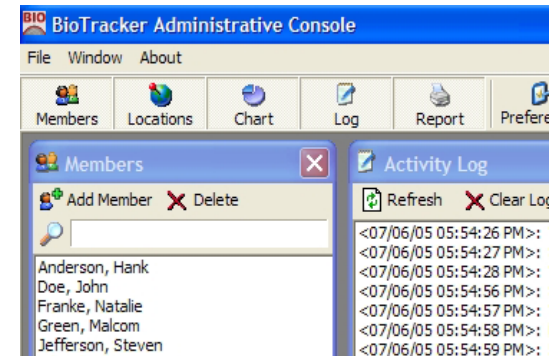 BIO BioTracker Administrative Console
File Window About
Members Locations Chart Log Report Prefere
Members
Add Member Delete
Anderson, Hank
Doe, John
Franke, Natalie
Green, Malcom
Jefferson, Steven
Activity Log
Refresh Clear Log
<07/06/05 05:54:26 PM>:
<07/06/05 05:54:27 PM>:
<07/06/05 05:54:28 PM>:
<07/06/05 05:54:56 PM>:
<07/06/05 05:54:57 PM>:
<07/06/05 05:54:58 PM>:
<07/06/05 05:54:59 PM>: